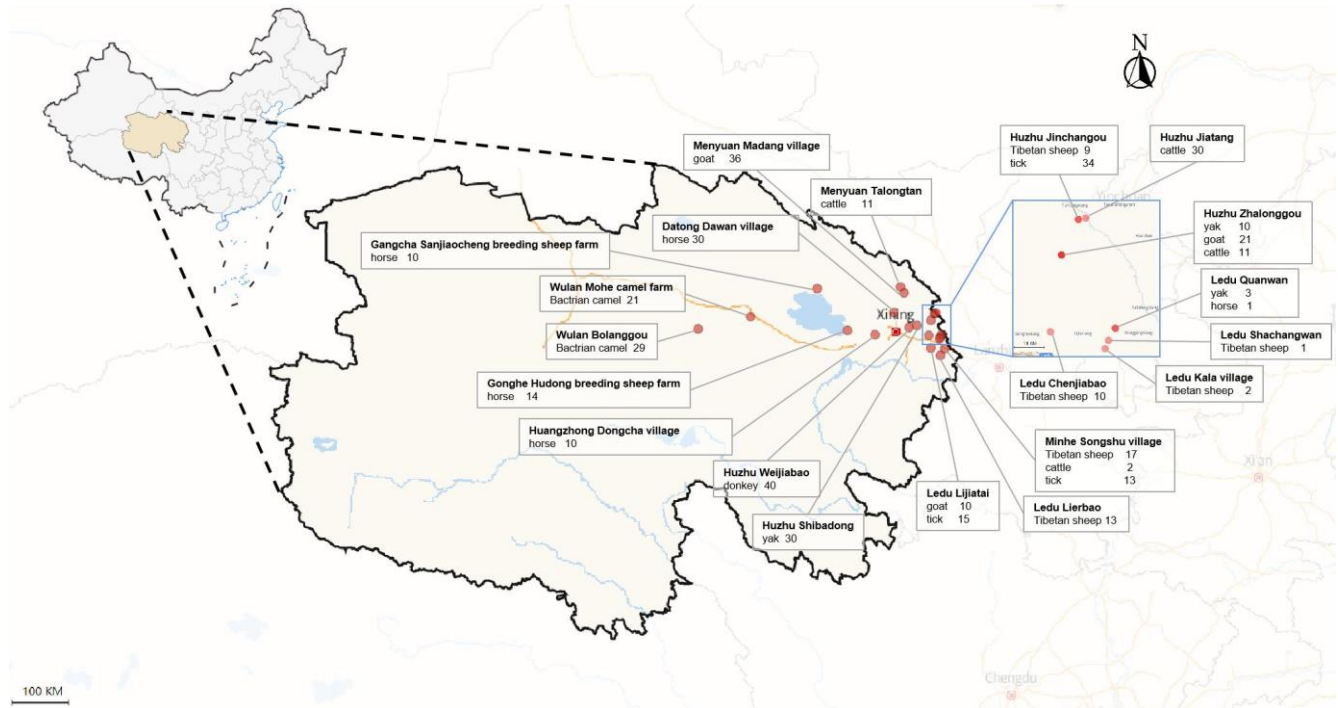 N
Menyuan Madang village
goat 36
Menyuan Talongtan
cattle 11
Datong Dawan village
horse 30
Gangcha Sanjiaocheng breeding sheep farm
horse 10
Wulan Mohe camel farm
Bactrian camel 21
Wulan Bolanggou
Bactrian camel 29
Gonghe Hudong breeding sheep farm
horse 14
Huangzhong Dongcha village
horse 10
Huzhu Weijiabao
donkey 40
Huzhu Shibadong
yak 30
Ledu Lijiatai
goat 10
tick 15
Ledu Lierbao
Tibetan sheep 13
Minhe Songshu village
Tibetan sheep 17
cattle 2
tick 13
Huzhu Jinchangou
Tibetan sheep 9
tick 34
Huzhu Jiatang
cattle 30
Huzhu Zhalonggou
yak 10
goat 21
cattle 11
Ledu Quanwan
yak 3
horse 1
Ledu Shachangwan
Tibetan sheep 1
Ledu Kala village
Tibetan sheep 2
Ledu Chenjiabao
Tibetan sheep 10
Xining
Xi'an
Chengdu
100 KM